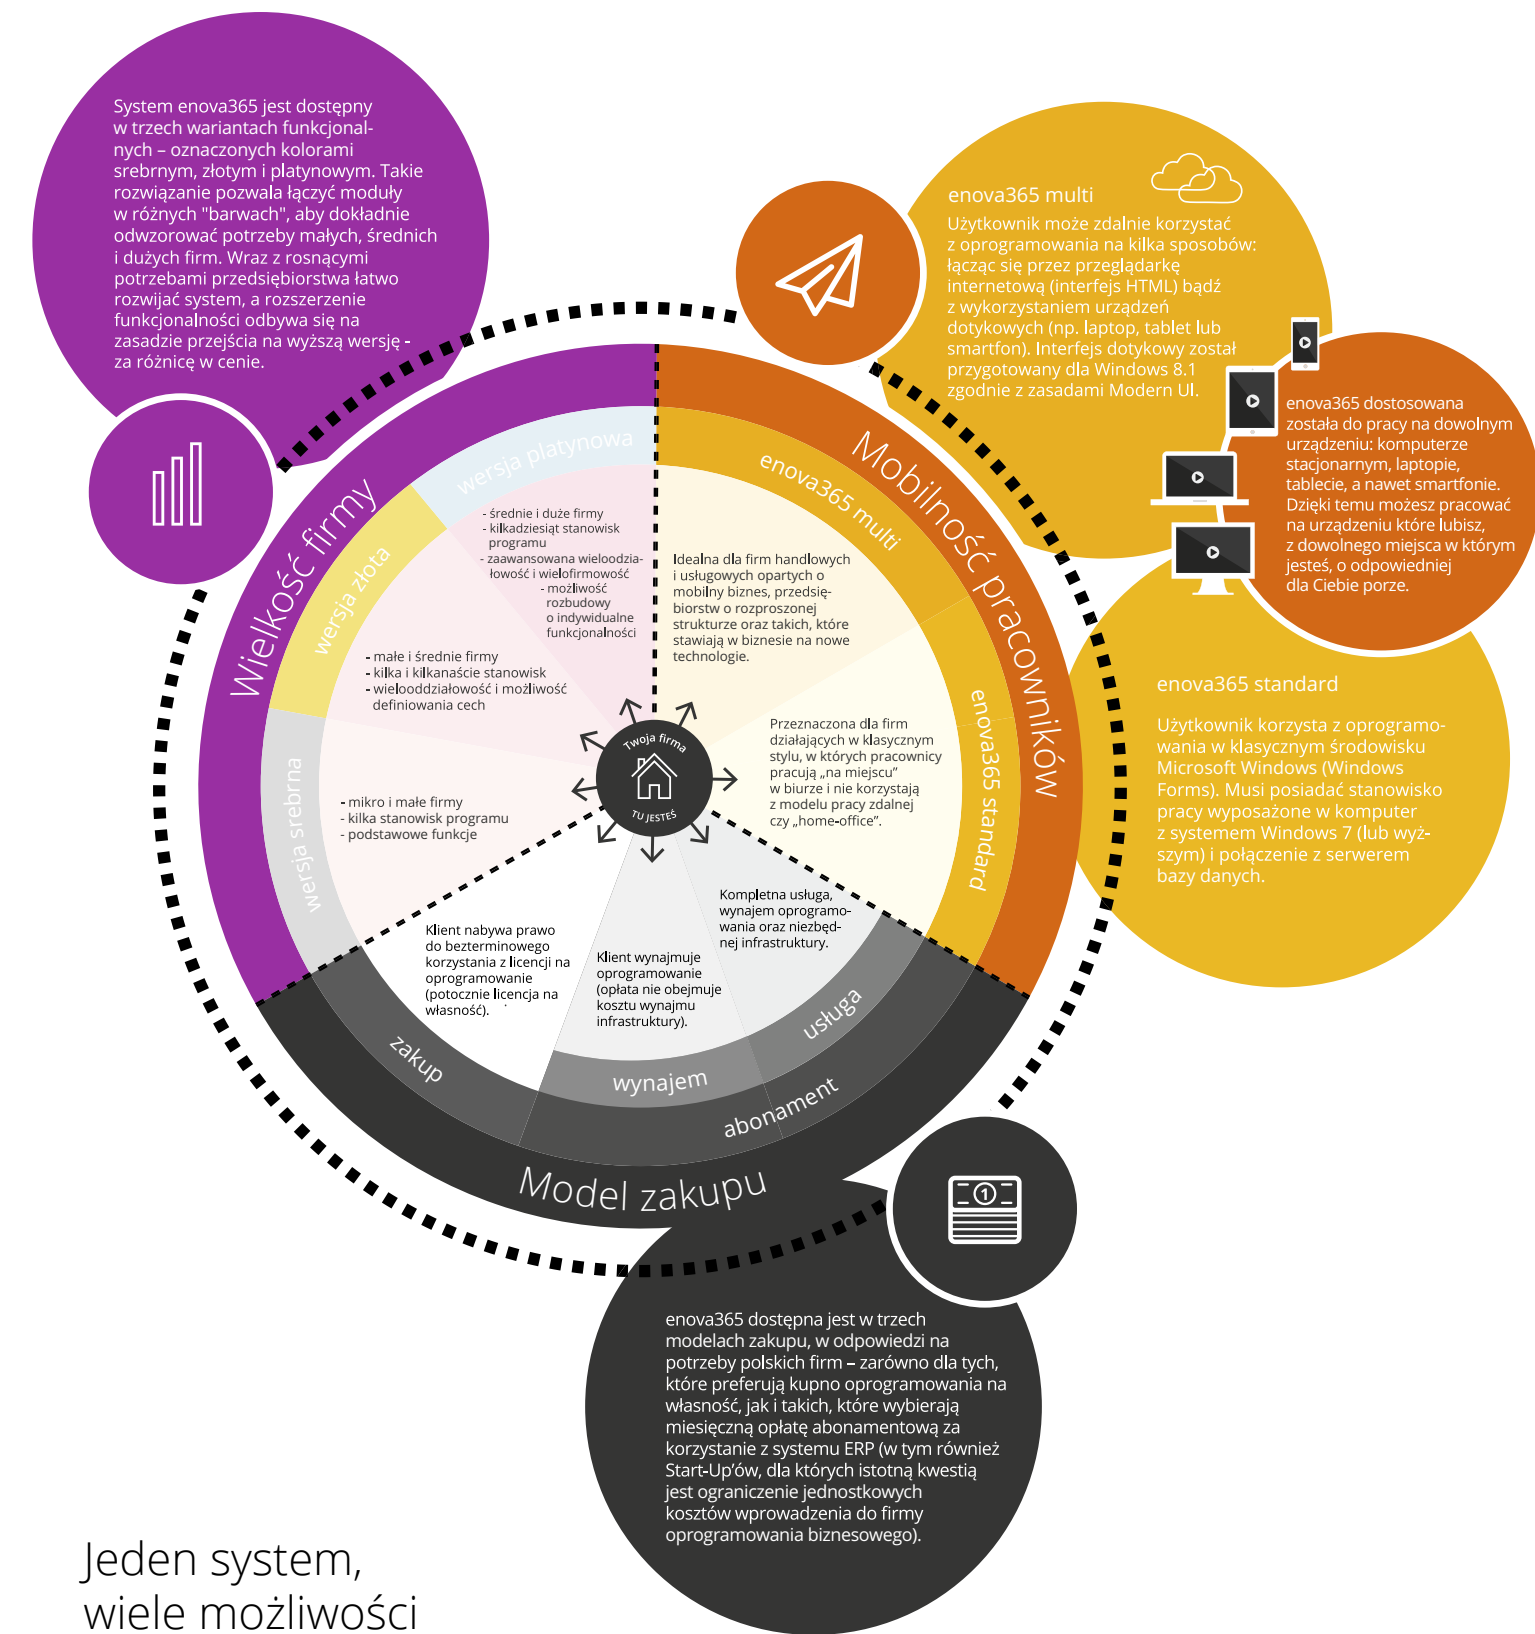 System enova365 jest dostępny
w trzech wariantach funkcjonal-
nych – oznaczonych kolorami
srebrnym, złotym i platynowym. Takie
rozwiązanie pozwala łączyć moduły
w różnych "barwach", aby dokładnie
odwzorować potrzeby małych, średnich
i dużych firm. Wraz z rosnącymi
potrzebami przedsiębiorstwa łatwo
rozwijać system, a rozszerzenie
funkcjonalności odbywa się na
zasadzie przejścia na wyższą wersję -
za różnicę w cenie.
enova365 multi
Użytkownik może zdalnie korzystać
z oprogramowania na kilka sposobów:
łącząc się przez przeglądarkę
internetową (interfejs HTML) bądź
z wykorzystaniem urządzeń
dotykowych (np. laptop, tablet lub
smartfon). Interfejs dotykowy został
przygotowany dla Windows 8.1
zgodnie z zasadami Modern UI.
enova365 dostosowana
została do pracy na dowolnym
urządzeniu: komputerze
stacjonarnym, laptopie,
tablecie, a nawet smartfonie.
Dzięki temu możesz pracować
na urządzeniu które lubisz,
z dowolnego miejsca w którym
jesteś, o odpowiedniej
dla Ciebie porze.
enova365 standard
Użytkownik korzysta z oprogramo-
wania w klasycznym środowisku
Microsoft Windows (Windows
Forms). Musi posiadać stanowisko
pracy wyposażone w komputer
z systemem Windows 7 (lub wyż-
szym) i połączenie z serwerem
bazy danych.
Wielkość firmy
wersja platynowa
- średnie i duże firmy
- kilkadziesiąt stanowisk
programu
- zaawansowana wieloodzia-
łowość i wielofirmowość
- możliwość
rozbudowy
o indywidualne
funkcjonalności
wersja złota
- małe i średnie firmy
- kilka i kilkanaście stanowisk
- wielooddziałowość i możliwość
definiowania cech
wersja srebrna
- mikro i małe firmy
- kilka stanowisk programu
- podstawowe funkcje
Mobilność pracowników
enova365 multi
Idealna dla firm handlowych
i usługowych opartych o
mobilny biznes, przedsię-
biorstw o rozproszonej
strukturze oraz takich, które
stawiają w biznesie na nowe
technologie.
enova365 standard
Przeznaczona dla firm
działających w klasycznym
stylu, w których pracownicy
pracują „na miejscu”
w biurze i nie korzystają
z modelu pracy zdalnej
czy „home-office”.
Twoja firma
TU JESTEŚ
Klient nabywa prawo
do bezterminowego
korzystania z licencji na
oprogramowanie
(potocznie licencja na
własność).
zakup
Klient wynajmuje
oprogramowanie
(opłata nie obejmuje
kosztu wynajmu
infrastruktury).
wynajem
Kompletna usługa,
wynajem oprogramo-
wania oraz niezbęd-
nej infrastruktury.
usługa
abonament
Model zakupu
1
enova365 dostępna jest w trzech
modelach zakupu, w odpowiedzi na
potrzeby polskich firm – zarówno dla tych,
które preferują kupno oprogramowania na
własność, jak i takich, które wybierają
miesięczną opłatę abonamentową za
korzystanie z systemu ERP (w tym również
Start-Up’ów, dla których istotną kwestią
jest ograniczenie jednostkowych
kosztów wprowadzenia do firmy
oprogramowania biznesowego).
Jeden system,
wiele możliwości